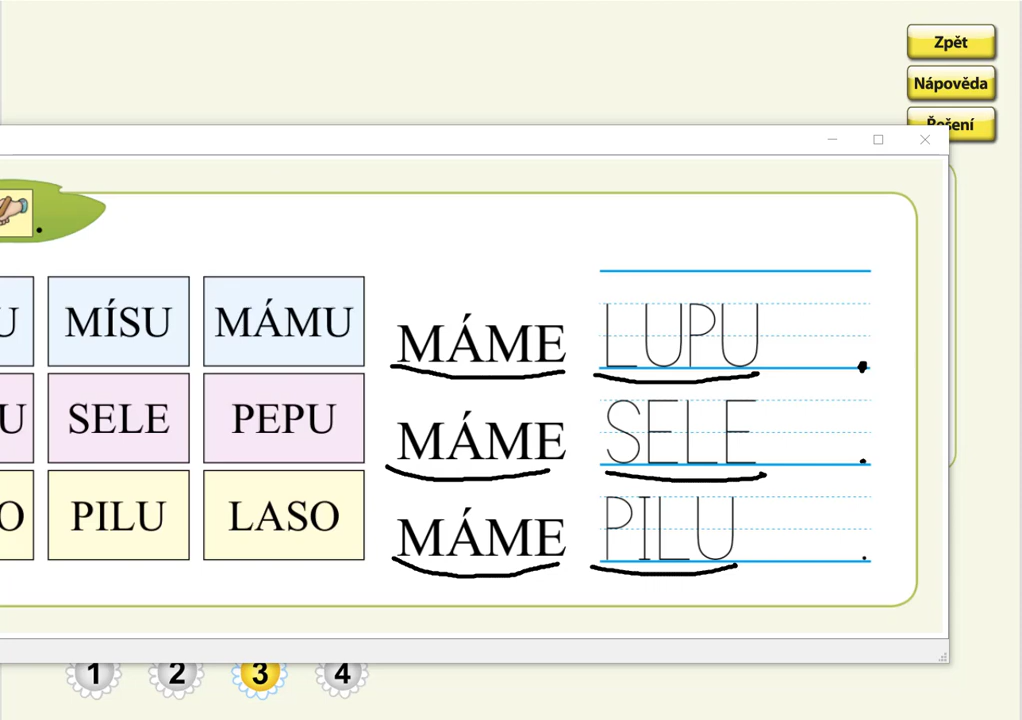 Zpět
Nápověda
Řešení
.
U MÍSU MÁMU MÁME LUPU.
U SELE PEPU MÁME SELE.
O PILU LASO MÁME PILU.
1 2 3 4